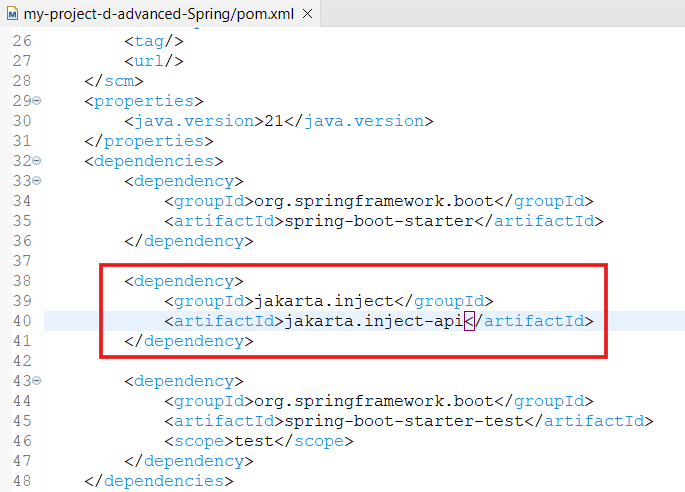 my-project-d-advanced-Spring/pom.xml
26 <tag/>
27 <url/>
28 </scm>
29 <properties>
30 <java.version>21</java.version>
31 </properties>
32 <dependencies>
33 <dependency>
34 <groupId>org.springframework.boot</groupId>
35 <artifactId>spring-boot-starter</artifactId>
36 </dependency>
37
38 <dependency>
39 <groupId>jakarta.inject</groupId>
40 <artifactId>jakarta.inject-api</artifactId>
41 </dependency>
42
43 <dependency>
44 <groupId>org.springframework.boot</groupId>
45 <artifactId>spring-boot-starter-test</artifactId>
46 <scope>test</scope>
47 </dependency>
48 </dependencies>